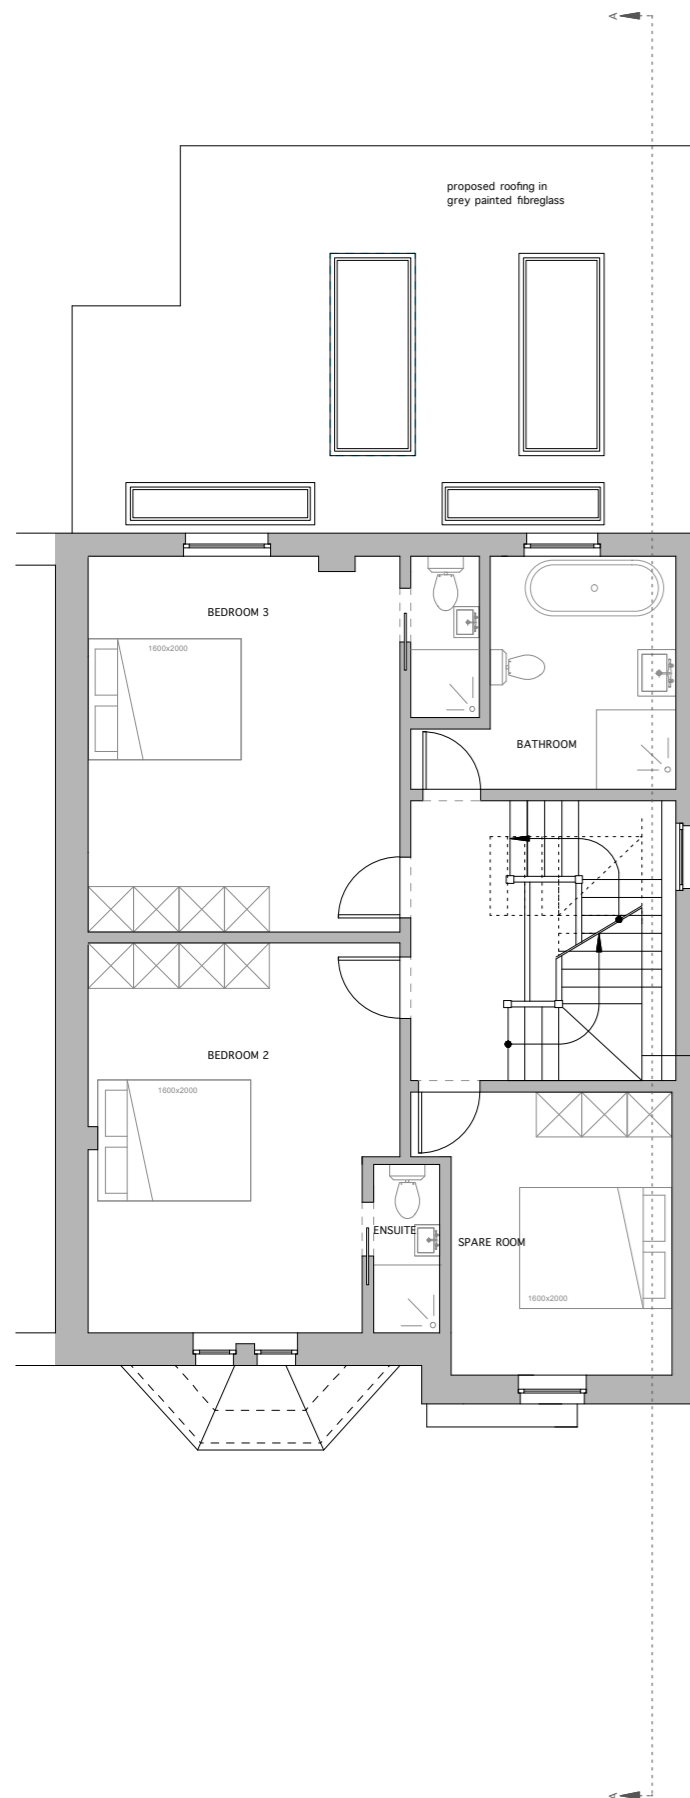 A
proposed roofing in
grey painted fibreglass
BEDROOM 3
1600x2000
BATHROOM
BEDROOM 2
1600x2000
ENSUITE
SPARE ROOM
1600x2000
A